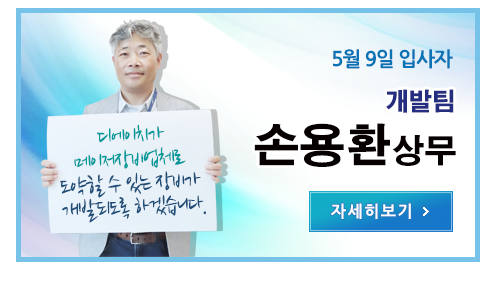 디에이치가
메이저장비업체로
도약할 수 있는 장비가
개발되도록 하겠습니다.
5월 9일 입사자
개발팀
손용환상무
자세히보기 >